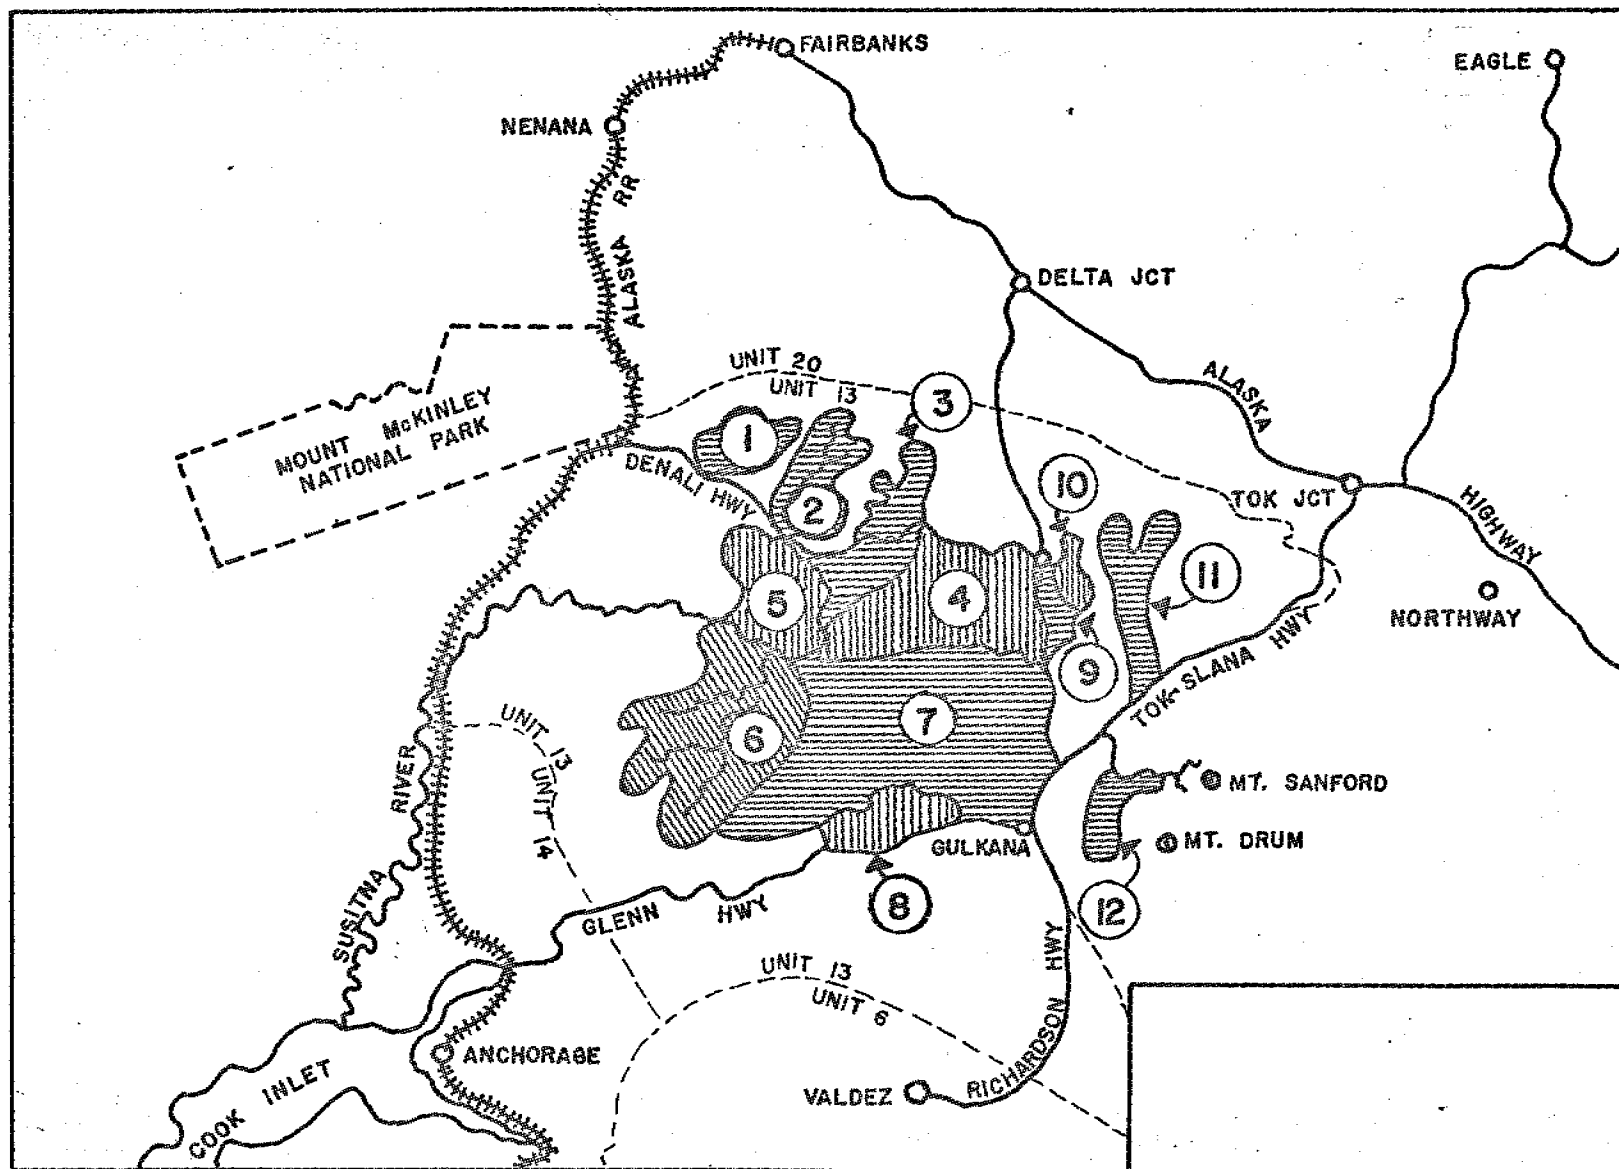 FAIRBANKS
EAGLE
NENANA
ALASKA RR
DELTA JCT
UNIT 20
UNIT 13
3
ALASKA
HIGHWAY
MOUNT McKINLEY
NATIONAL PARK
1
DENALI HWY
2
10
TOK JCT
11
NORTHWAY
5
4
9
TOK-SLANA HWY
UNIT 13
UNIT 14
6
7
RIVER
SUSITNA
MT. SANFORD
GULKANA
MT. DRUM
8
12
GLENN HWY
UNIT 13
UNIT 6
RICHARDSON HWY
ANCHORAGE
COOK INLET
VALDEZ